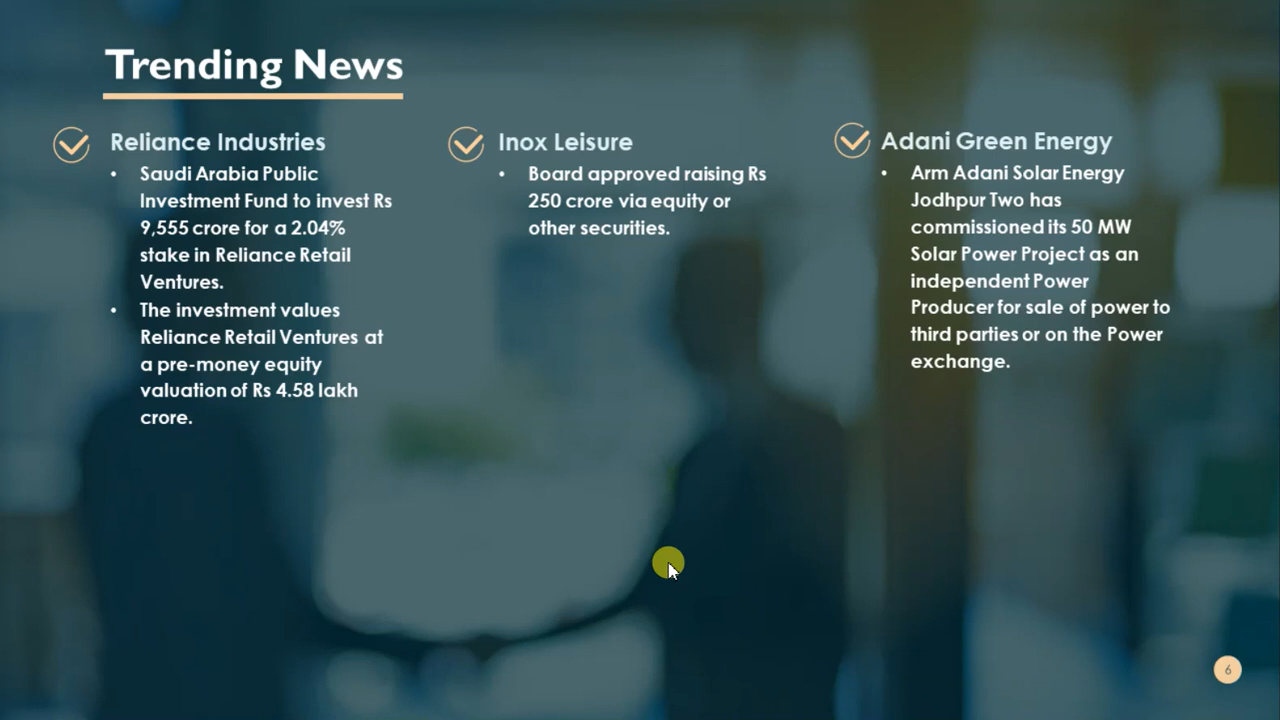 Trending News
Reliance Industries
• Saudi Arabia Public
Investment Fund to invest Rs
9,555 crore for a 2.04%
stake in Reliance Retail
Ventures.
• The investment values
Reliance Retail Ventures at
a pre-money equity
valuation of Rs 4.58 lakh
crore.
Inox Leisure
• Board approved raising Rs
250 crore via equity or
other securities.
Adani Green Energy
• Arm Adani Solar Energy
Jodhpur Two has
commissioned its 50 MW
Solar Power Project as an
independent Power
Producer for sale of power to
third parties or on the Power
exchange.
6